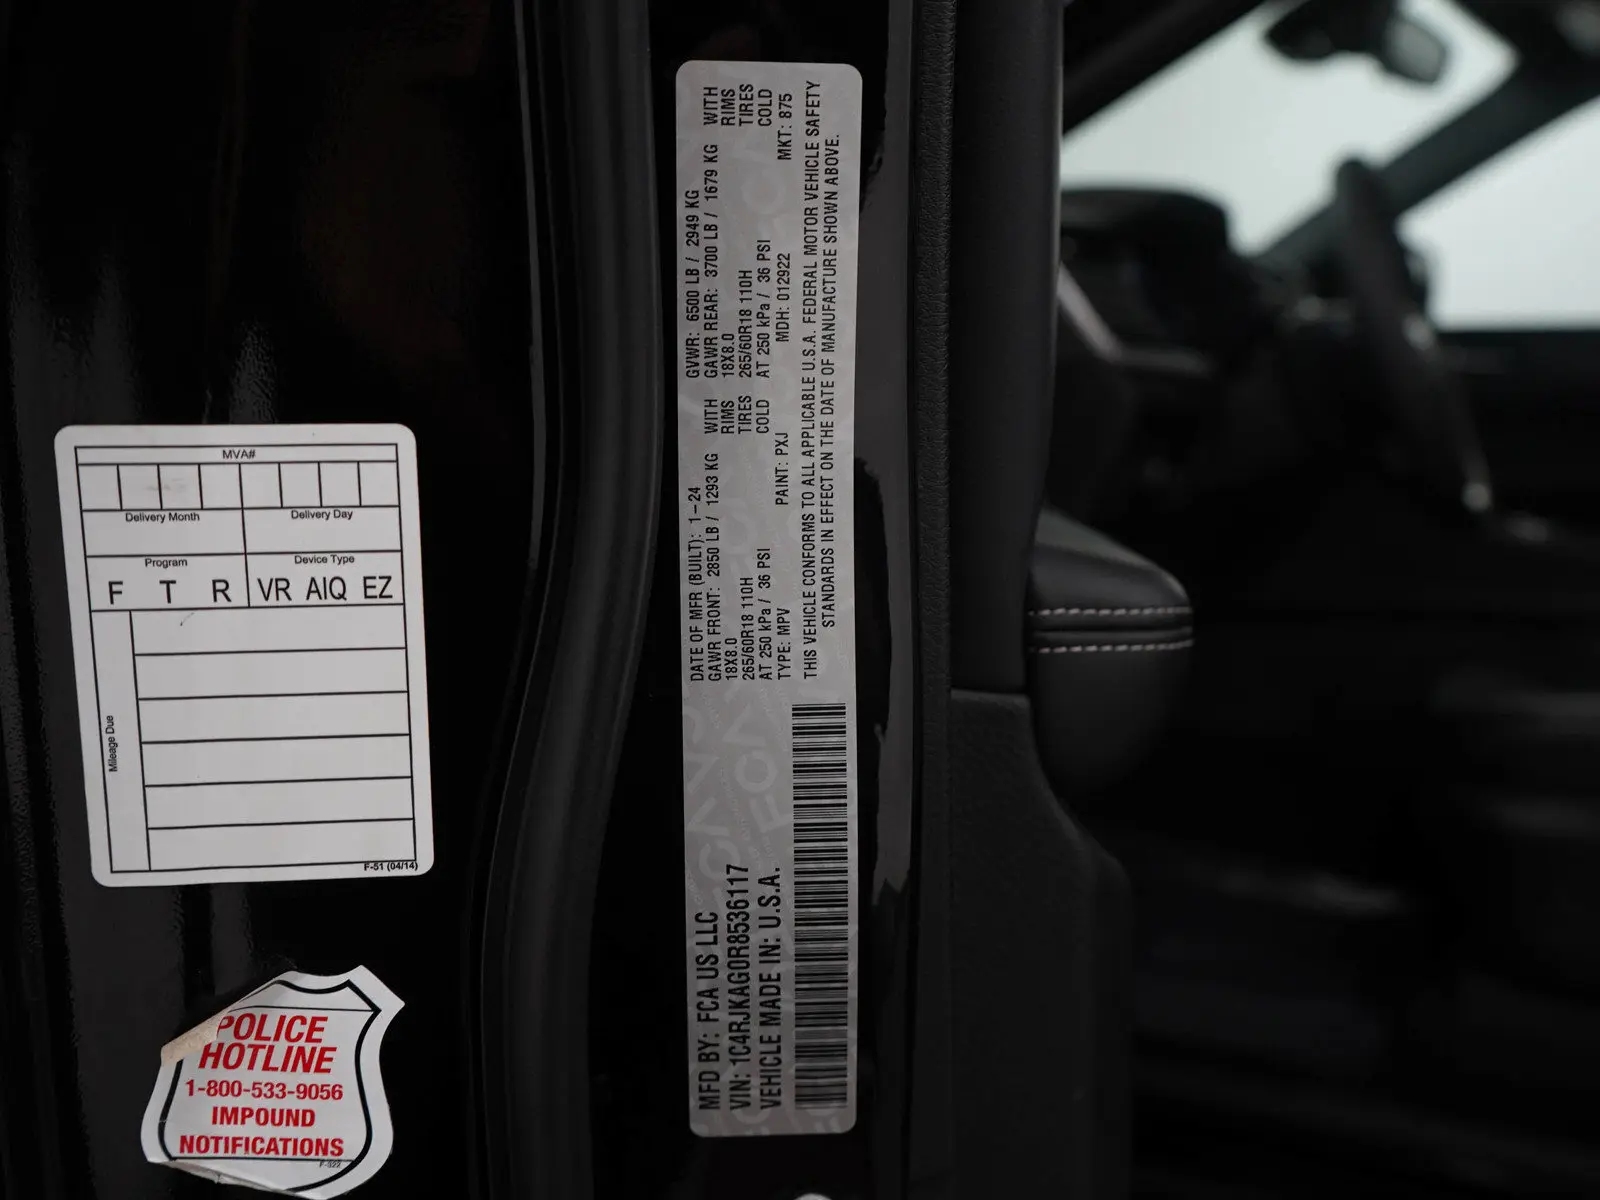 MVA#
Delivery Month
Delivery Day
Program
Device Type
F T R
VR AIQ EZ
Mileage Due
F-51 (04/14)
POLICE
HOTLINE
1-800-533-9056
IMPOUND
NOTIFICATIONS
F-322
MFD BY: FCA US LLC
VIN: 1C4RJKAG0R8536117
VEHICLE MADE IN: U.S.A.
DATE OF MFR (BUILT): 1-24 GVWR: 6500 LB / 2949 KG
GAWR FRONT: 2850 LB / 1293 KG WITH GAWR REAR: 3700 LB / 1679 KG WITH
18X8.0 RIMS 18X8.0 RIMS
265/60R18 110H TIRES 265/60R18 110H TIRES
AT 250 kPa / 36 PSI COLD AT 250 kPa / 36 PSI COLD
TYPE: MPV PAINT: PXJ MDH: 012922 MKT: 875
THIS VEHICLE CONFORMS TO ALL APPLICABLE U.S.A. FEDERAL MOTOR VEHICLE SAFETY
STANDARDS IN EFFECT ON THE DATE OF MANUFACTURE SHOWN ABOVE.